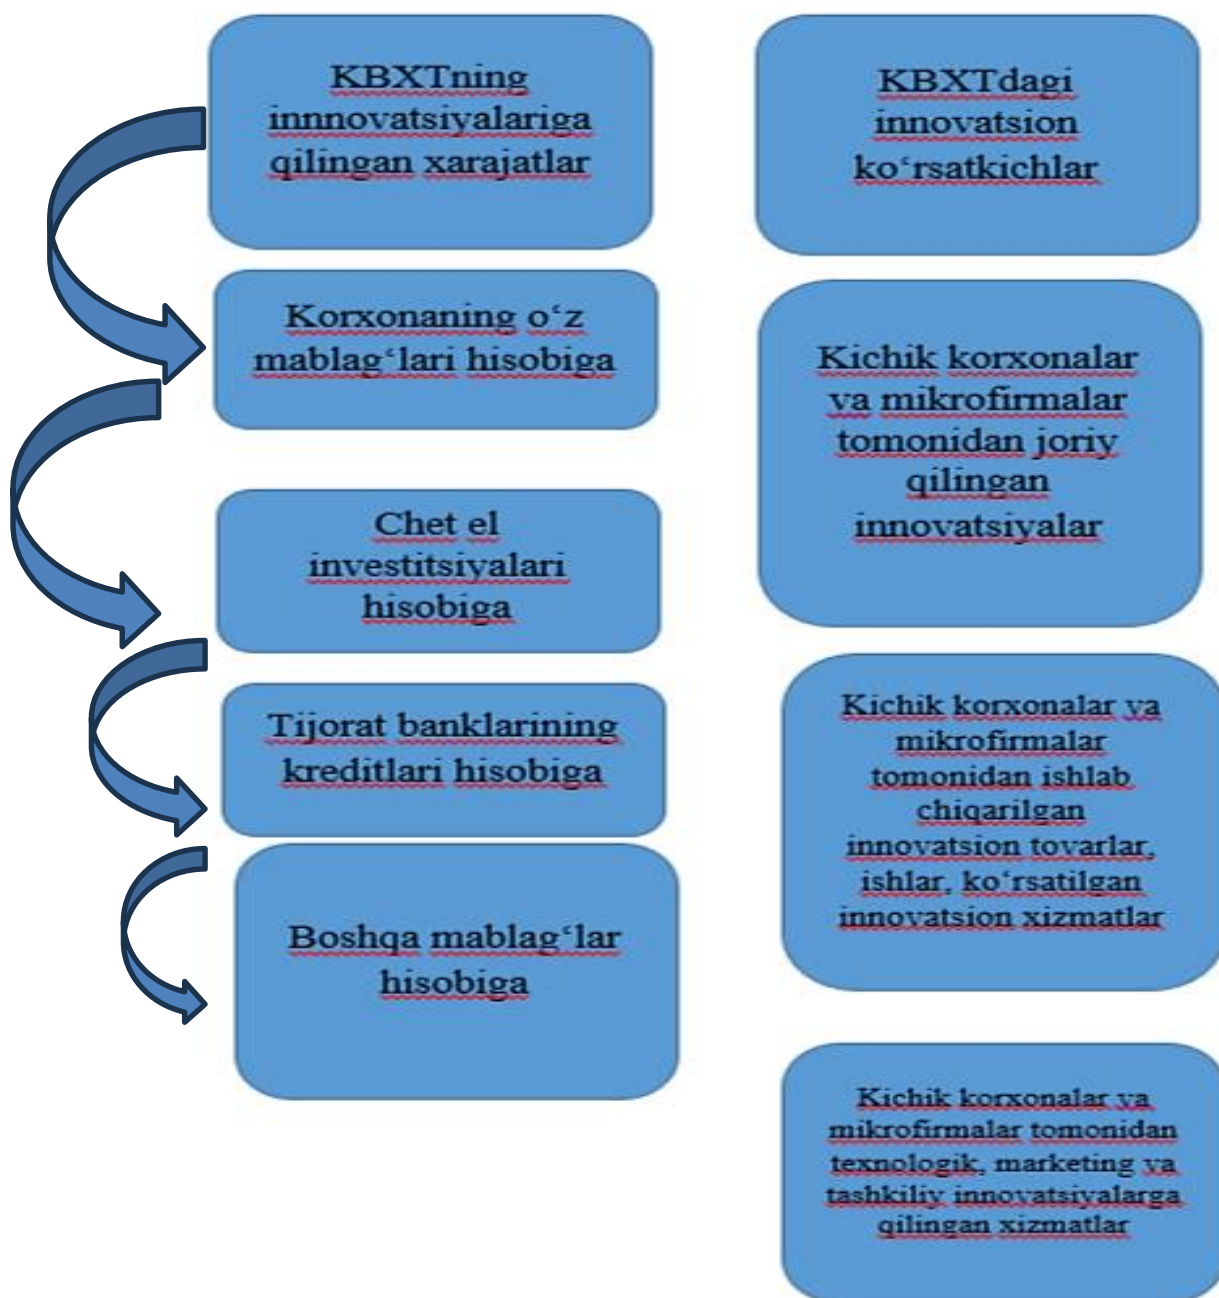 KBXTning
innnovatsiyalariga
qilingan xarajatlar
Korxonaning o‘z
mablag‘lari hisobiga
Chet el
investitsiyalari
hisobiga
Tijorat banklarining
kreditlari hisobiga
Boshqa mablag‘lar
hisobiga
KBXTdagi
innovatsion
ko‘rsatkichlar
Kichik korxonalar
va mikrofirmalar
tomonidan joriy
qilingan
innovatsiyalar
Kichik korxonalar va
mikrofirmalar
tomonidan ishlab
chiqarilgan
innovatsion tovarlar,
ishlar, ko‘rsatilgan
innovatsion xizmatlar
Kichik korxonalar va
mikrofirmalar tomonidan
texnologik, marketing va
tashkiliy innovatsiyalarga
qilingan xizmatlar